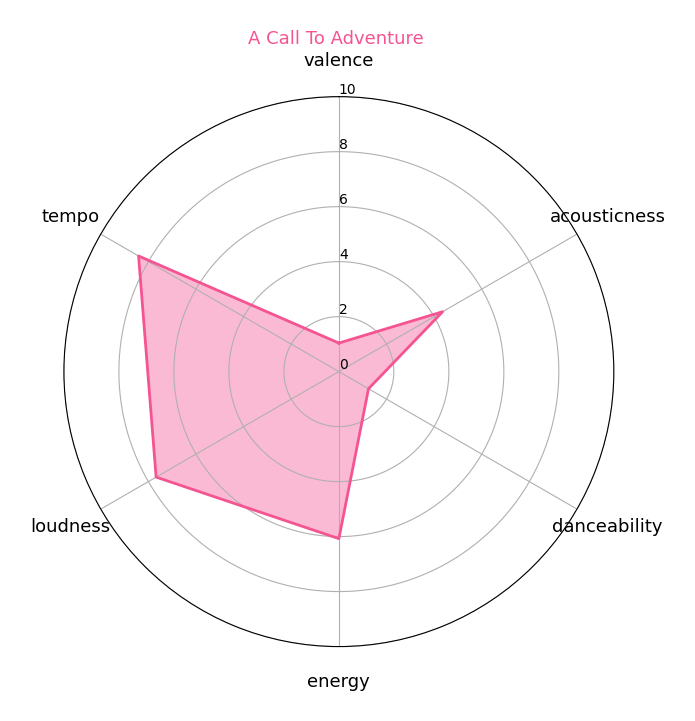 A Call To Adventure
valence
10
8
tempo
6
acousticness
4
2
0
loudness
danceability
energy